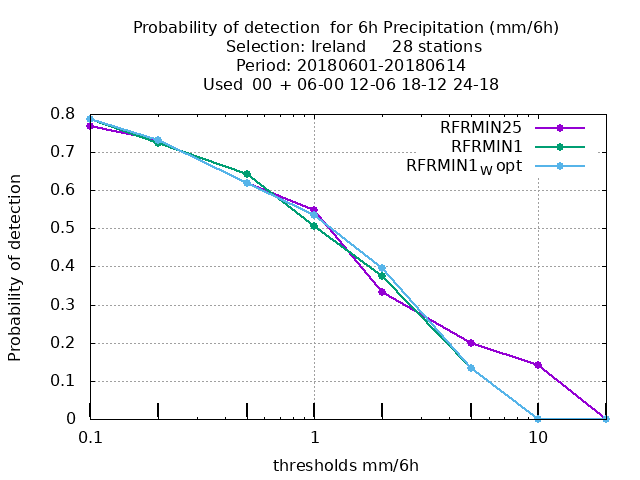 Probability of detection  for 6h Precipitation (mm/6h)
Selection: Ireland     28 stations
Period: 20180601-20180614
Used  00  + 06-00 12-06 18-12 24-18
RFRMIN25
RFRMIN1
RFRMIN1W opt
0.8
0.7
0.6
0.5
0.4
0.3
0.2
0.1
0
Probability of detection
0.1
1
10
thresholds mm/6h